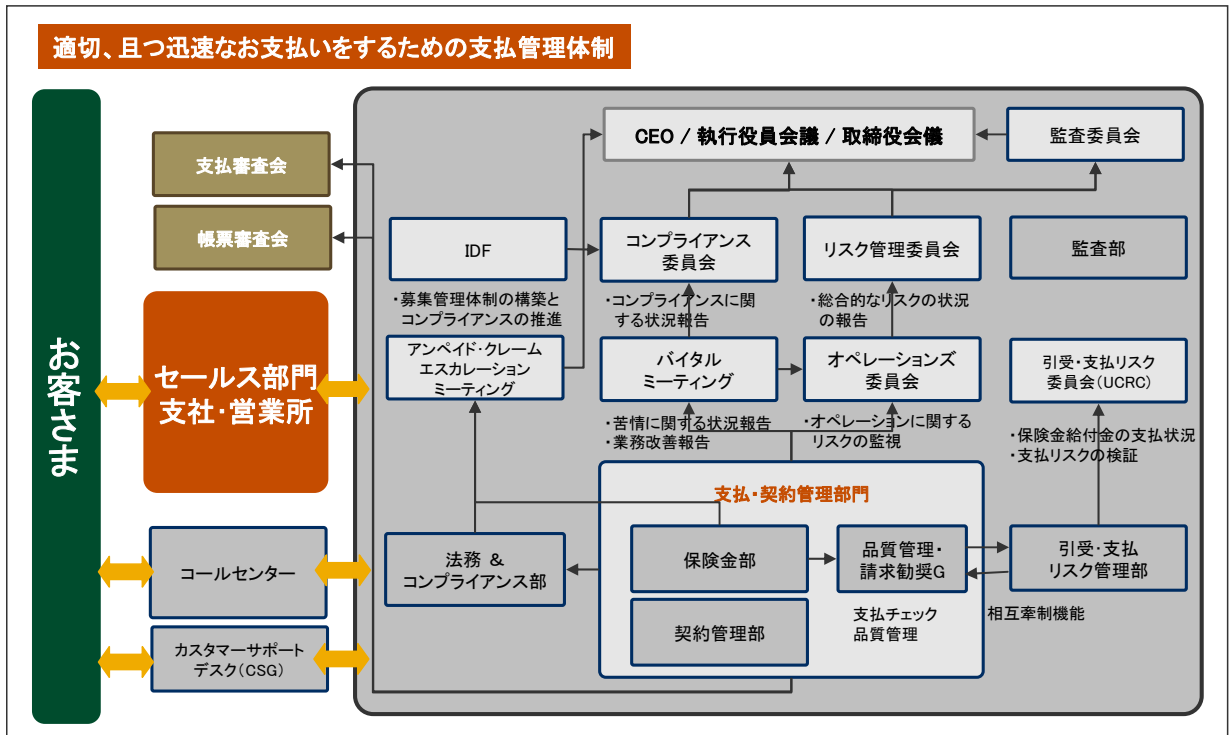 適切、且つ迅速なお支払いをするための支払管理体制
お客さま
支払審査会
帳票審査会
セールス部門
支社・営業所
コールセンター
カスタマーサポート
デスク(CSG)
CEO / 執行役員会議 / 取締役会儀
監査委員会
IDF
・募集管理体制の構築と
コンプライアンスの推進
コンプライアンス
委員会
・コンプライアンスに関
する状況報告
リスク管理委員会
・総合的なリスクの状況
の報告
監査部
アンペイド・クレーム
エスカレーション
ミーティング
バイタル
ミーティング
・苦情に関する状況報告
・業務改善報告
オペレーションズ
委員会
・オペレーションに関する
リスクの監視
引受・支払リスク
委員会(UCRC)
・保険金給付金の支払状況
・支払リスクの検証
支払・契約管理部門
法務 &
コンプライアンス部
保険金部
品質管理・
請求勧奨G
支払チェック
品質管理
引受・支払
リスク管理部
相互牽制機能
契約管理部